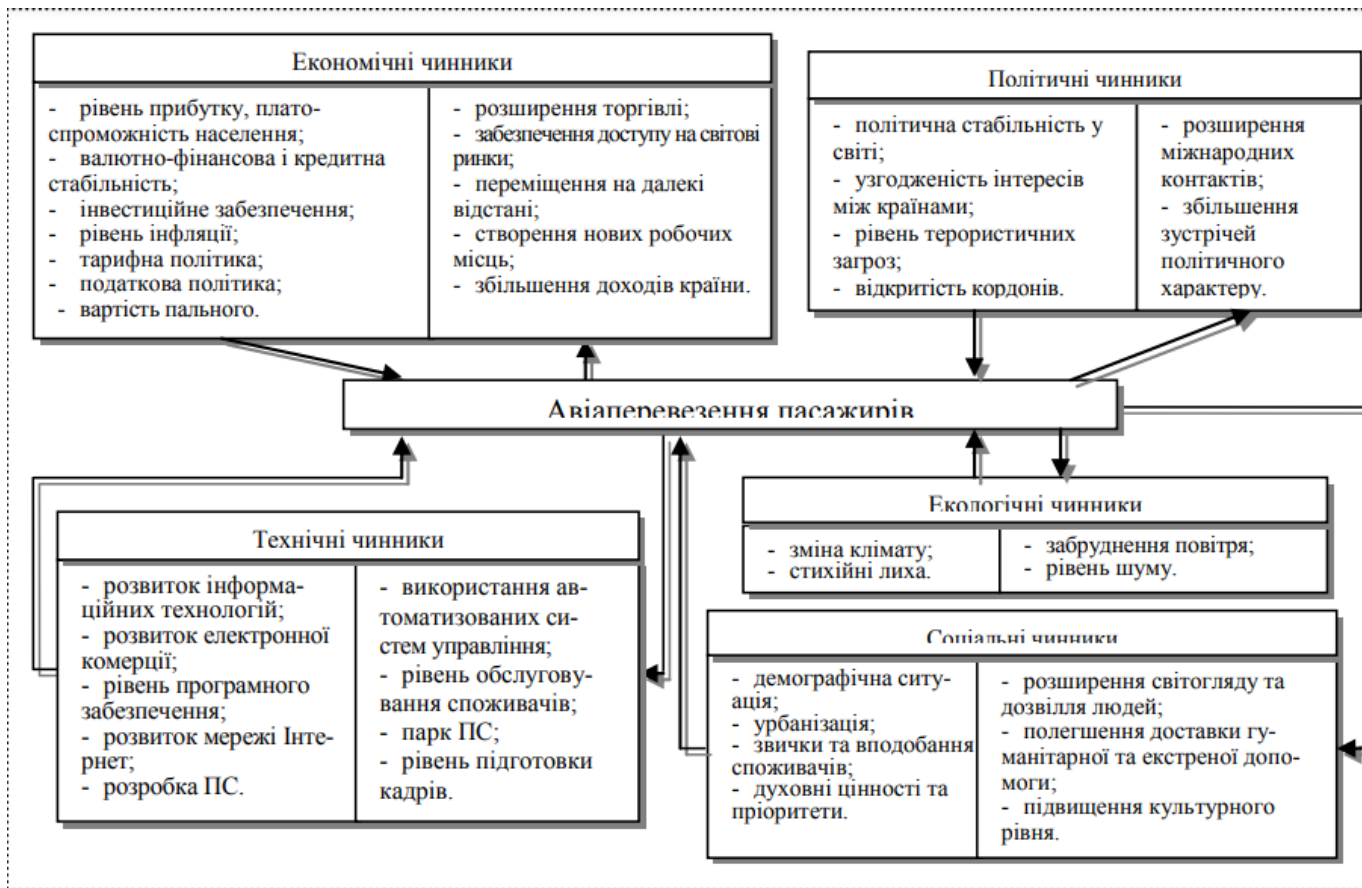 Економічні чинники
- рівень прибутку, плато-
спроможність населення;
- валютно-фінансова і кредитна
стабільність;
- інвестиційне забезпечення;
- рівень інфляції;
- тарифна політика;
- податкова політика;
- вартість пального.
- розширення торгівлі;
- забезпечення доступу на світові
ринки;
- переміщення на далекі
відстані;
- створення нових робочих
місць;
- збільшення доходів країни.
Політичні чинники
- політична стабільність у
світі;
- узгодженість інтересів
між країнами;
- рівень терористичних
загроз;
- відкритість кордонів.
- розширення
міжнародних
контактів;
- збільшення
зустрічей
політичного
характеру.
Авіаперевезення пасажирів
Технічні чинники
- розвиток інформа-
ційних технологій;
- розвиток електронної
комерції;
- рівень програмного
забезпечення;
- розвиток мережі Інте-
рнет;
- розробка ПС.
- використання ав-
томатизованих си-
стем управління;
- рівень обслугову-
вання споживачів;
- парк ПС;
- рівень підготовки
кадрів.
Екологічні чинники
- зміна клімату;
- стихійні лиха.
- забруднення повітря;
- рівень шуму.
Соціальні чинники
- демографічна ситу-
ація;
- урбанізація;
- звички та вподобання
споживачів;
- духовні цінності та
пріоритети.
- розширення світогляду та
дозвілля людей;
- полегшення доставки гу-
манітарної та екстреної допо-
моги;
- підвищення культурного
рівня.